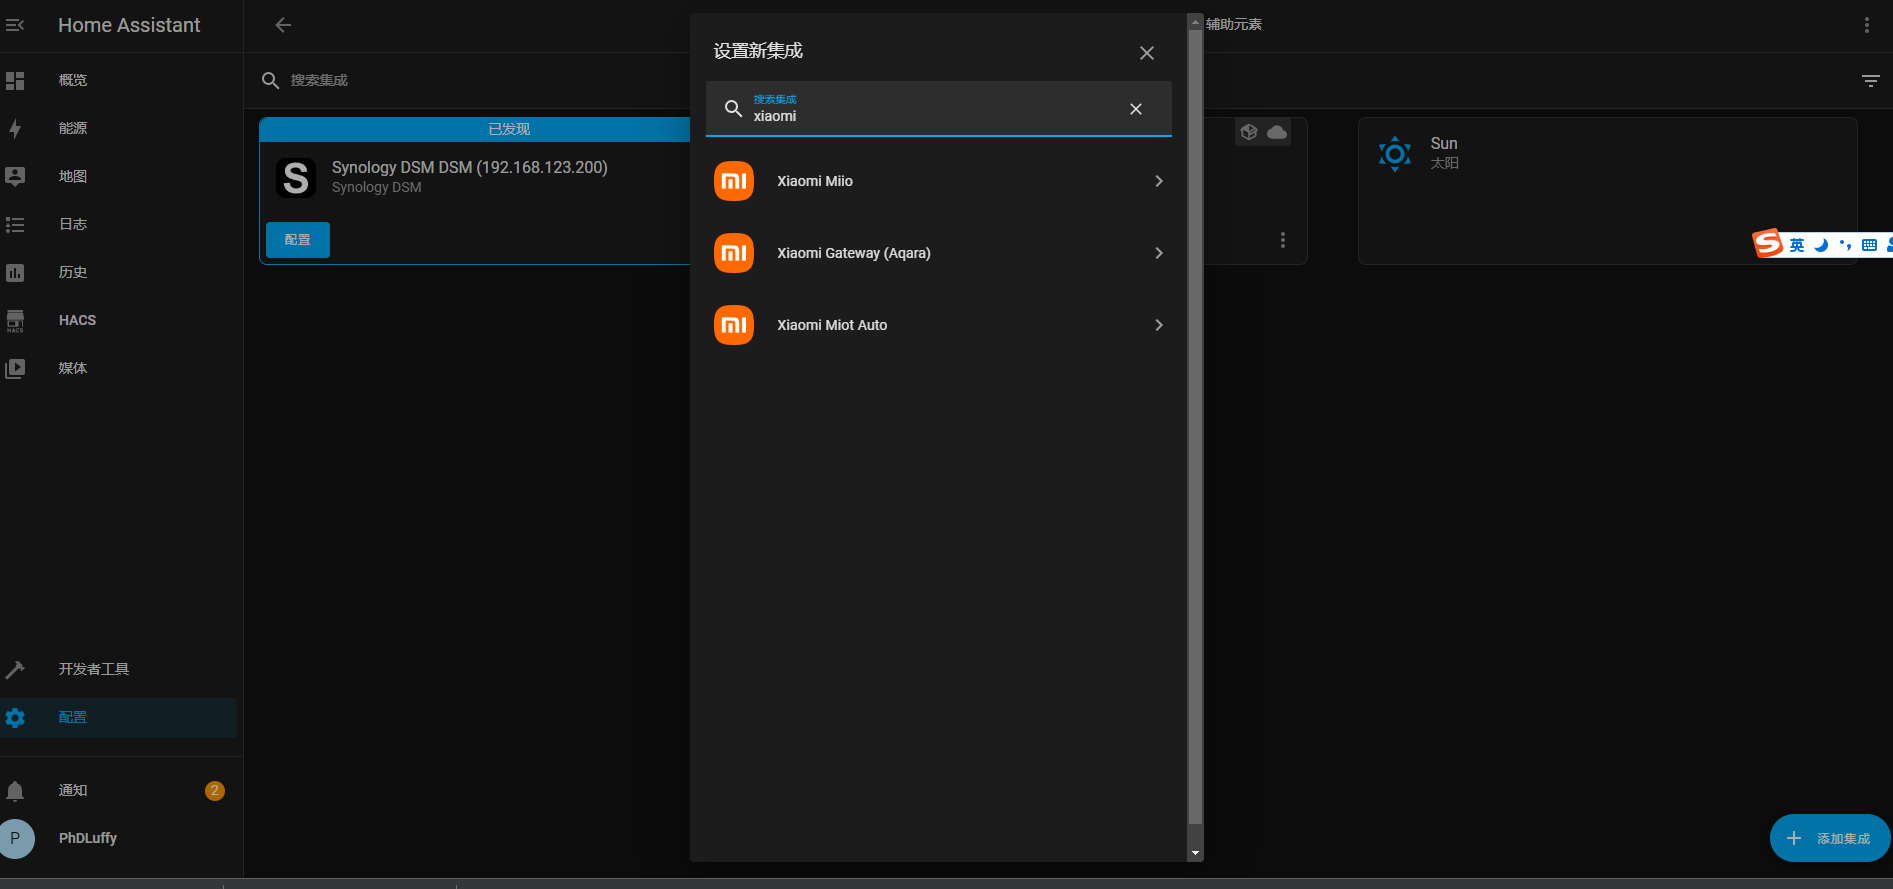 Home Assistant
概览
能源
地图
日志
历史
HACS
媒体
开发者工具
配置
通知
2
P
PhDLuffy
辅助元素
搜索集成
已发现
S
Synology DSM DSM (192.168.123.200)
Synology DSM
配置
设置新集成
搜索集成
xiaomi
Xiaomi Miio
Xiaomi Gateway (Aqara)
Xiaomi Miot Auto
Sun
太阳
英
添加集成